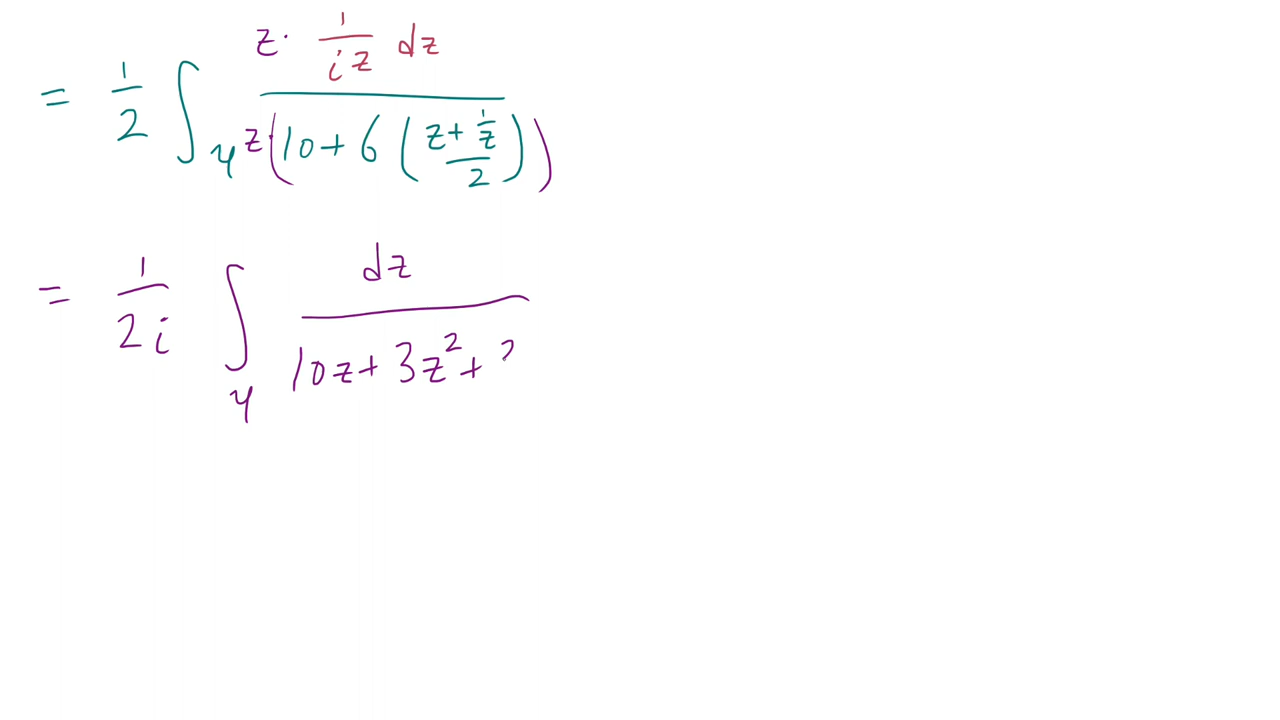 = 1/2 ∫_γ (z · 1/(iz) dz) / (z(10 + 6((z + 1/z)/2)))
= 1/(2i) ∫_γ dz / (10z + 3z² +